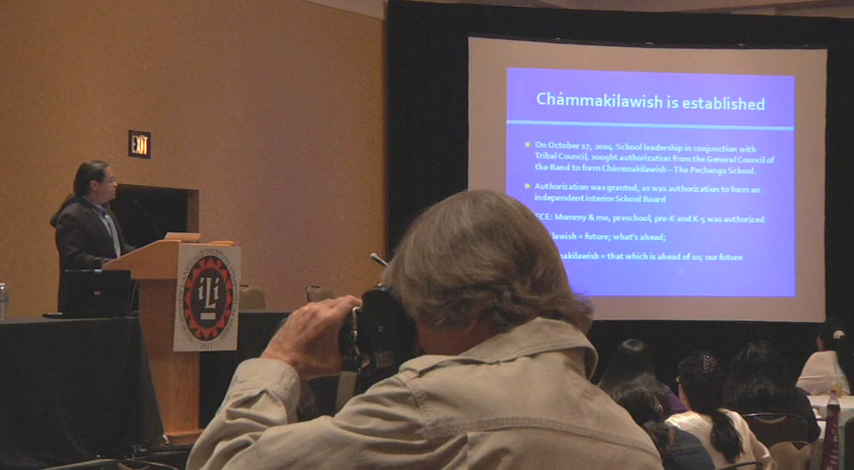 EXIT
Chámmakilawish is established
On October 17, 2004 School leadership in conjunction with
Tribal Council, sought authorization from the General Council of
the Band to form Chámmakilawish – The Pechanga School.
Authorization was granted, as was authorization to form an
independent interim School Board
ECE: Mommy & me, preschool, pre-K and K-5 was authorized
= future; what's ahead;
= that which is ahead of us; our future
iLi